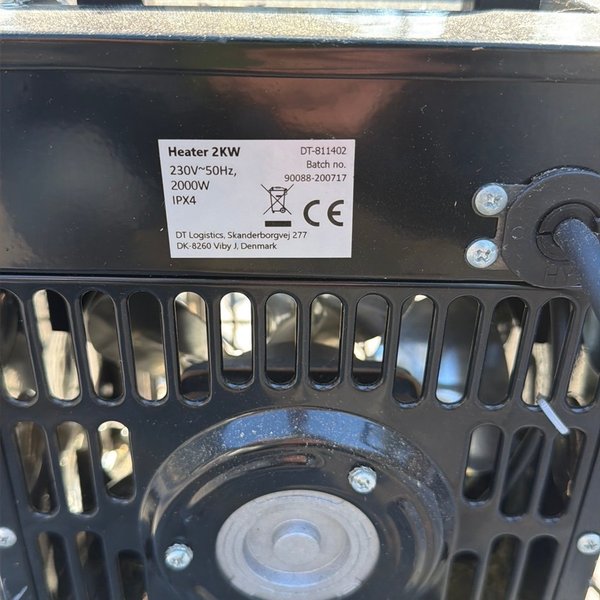 Heater 2KW
230V~50Hz,
2000W
IPX4
DT-811402
Batch no.
90088-200717
CE
DT Logistics, Skanderborgvej 277
DK-8260 Viby J, Denmark